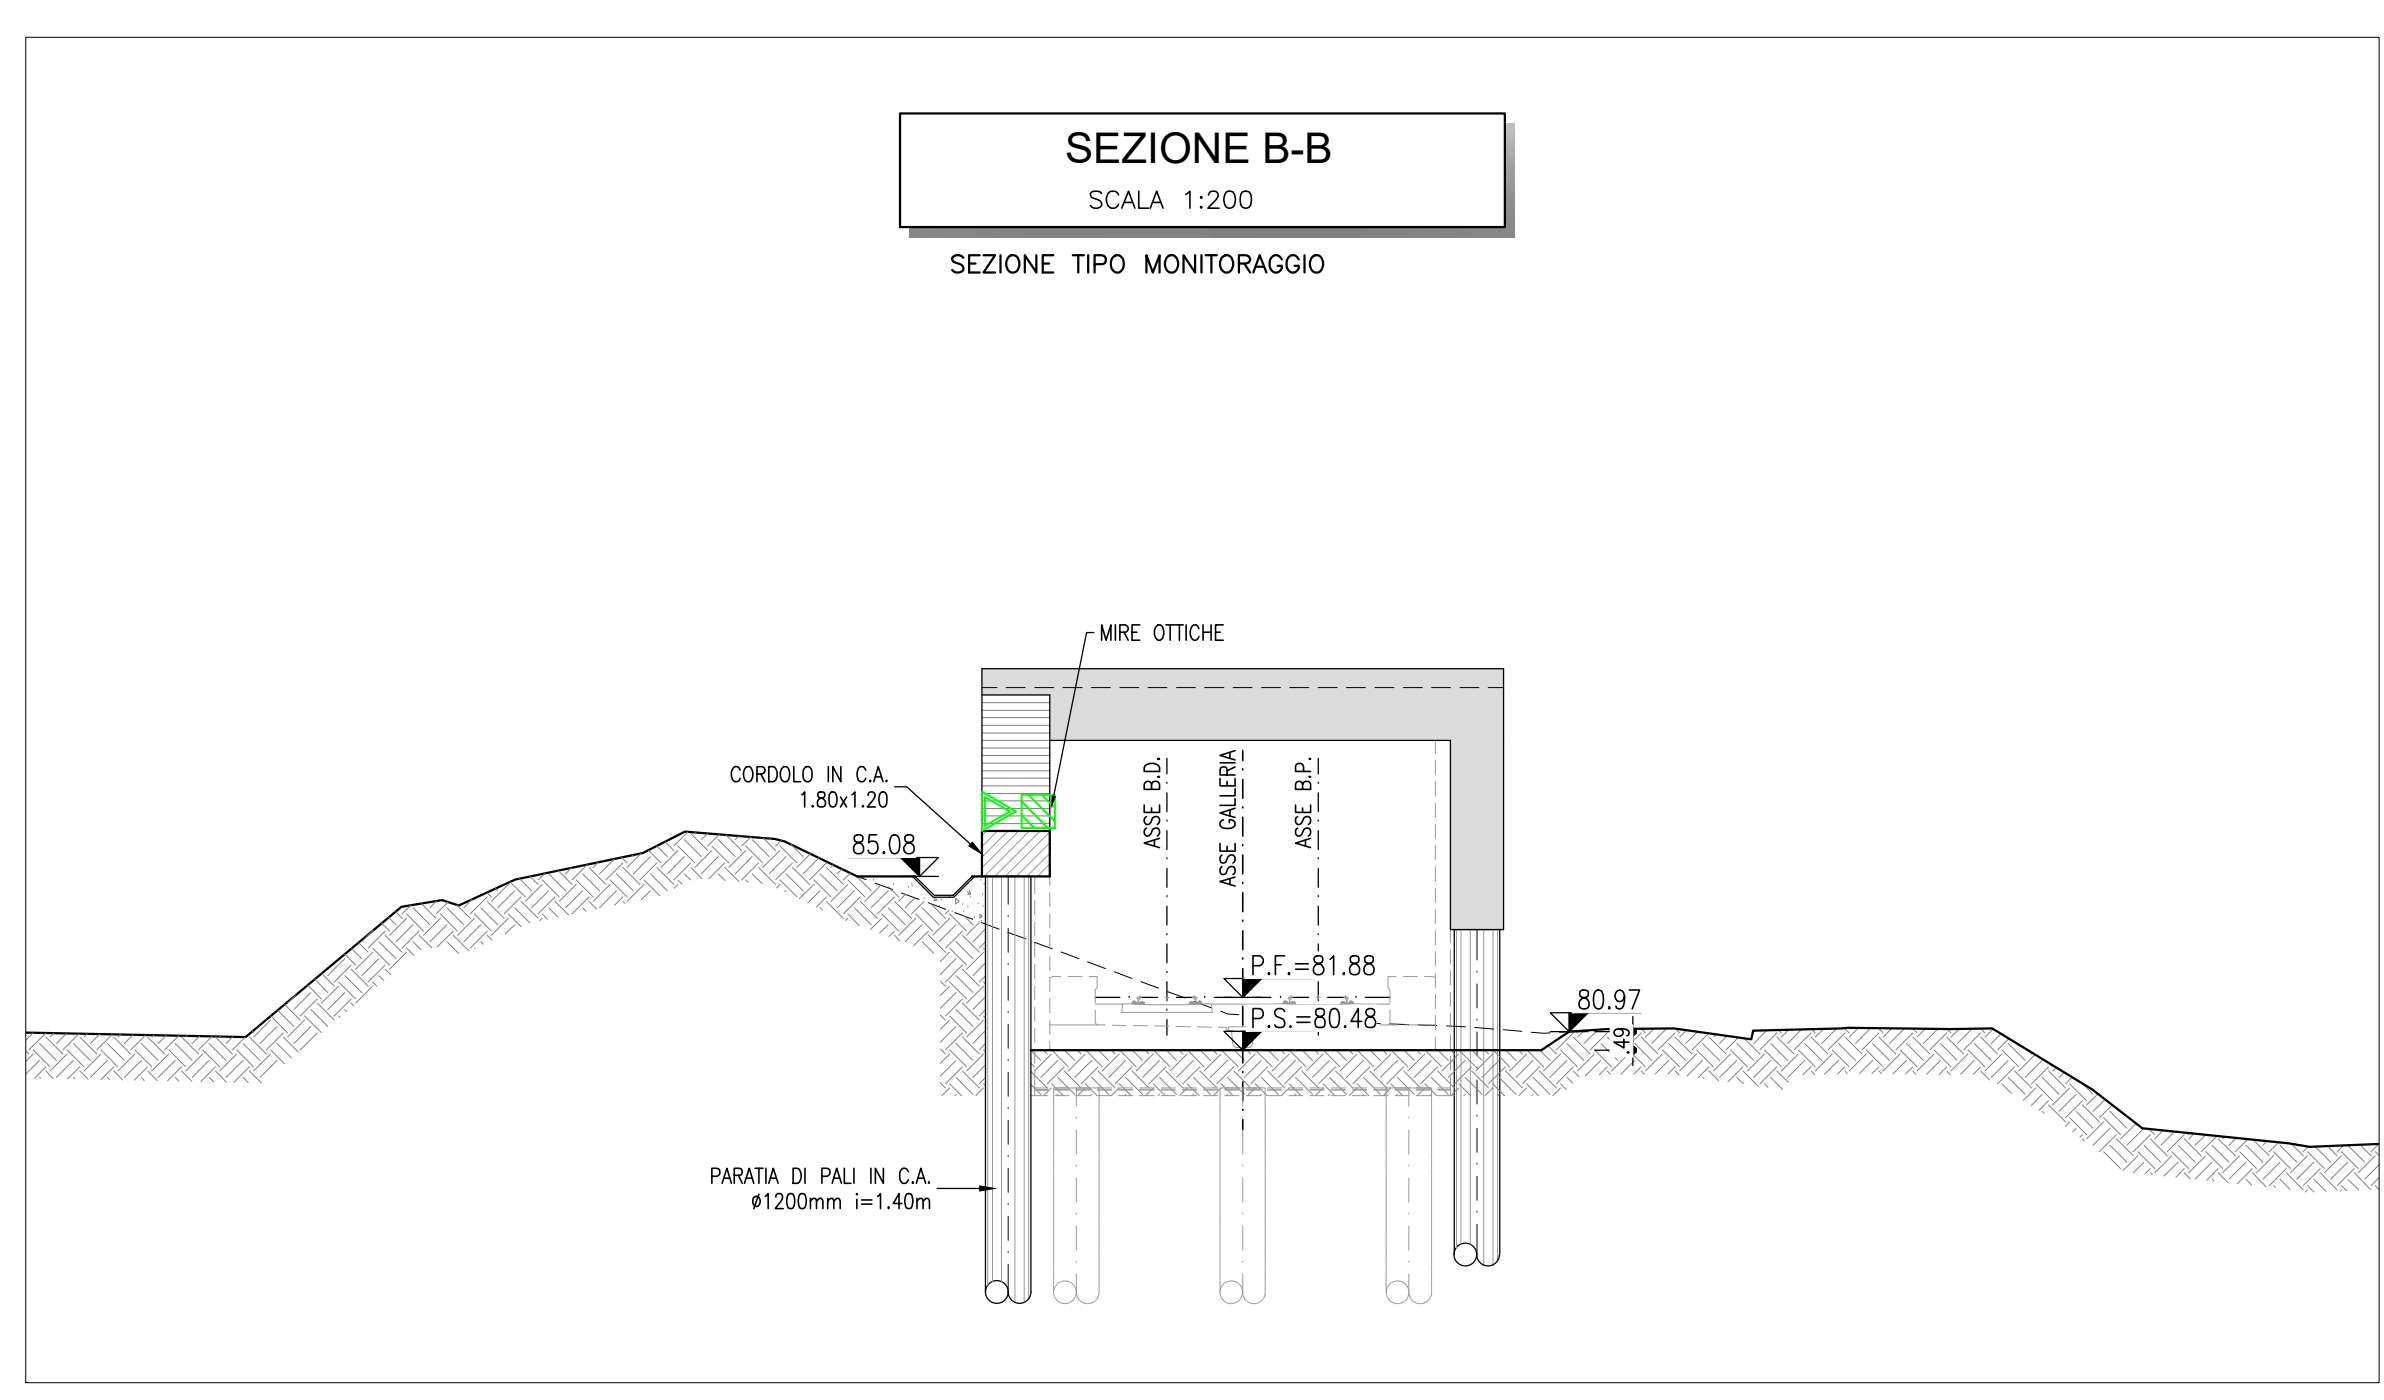 SEZIONE B-B
SCALA 1:200
SEZIONE TIPO MONITORAGGIO
MIRE OTTICHE
CORDOLO IN C.A.
1.80x1.20
85.08
ASSE B.D.
ASSE GALLERIA
ASSE B.P.
P.F.=81.88
P.S.=80.48
80.97
.49
PARATIA DI PALI IN C.A.
ø1200mm i=1.40m